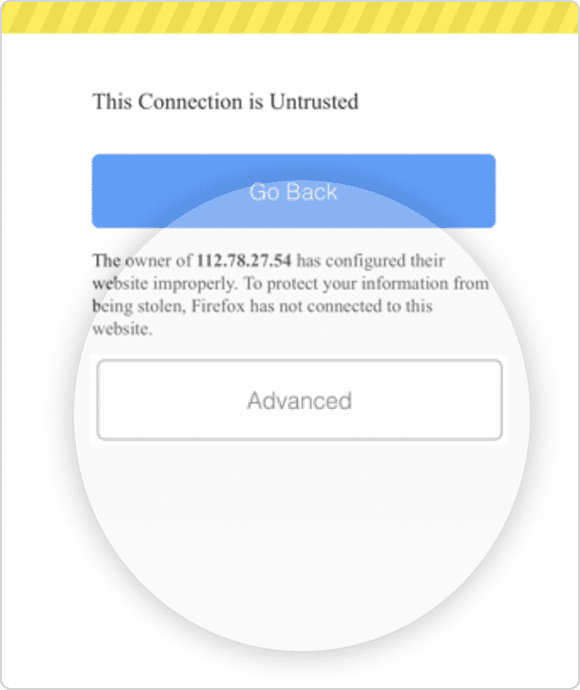 This Connection is Untrusted
Go Back
The owner of 112.78.27.54 has configured their
website improperly. To protect your information from
being stolen, Firefox has not connected to this
website.
Advanced